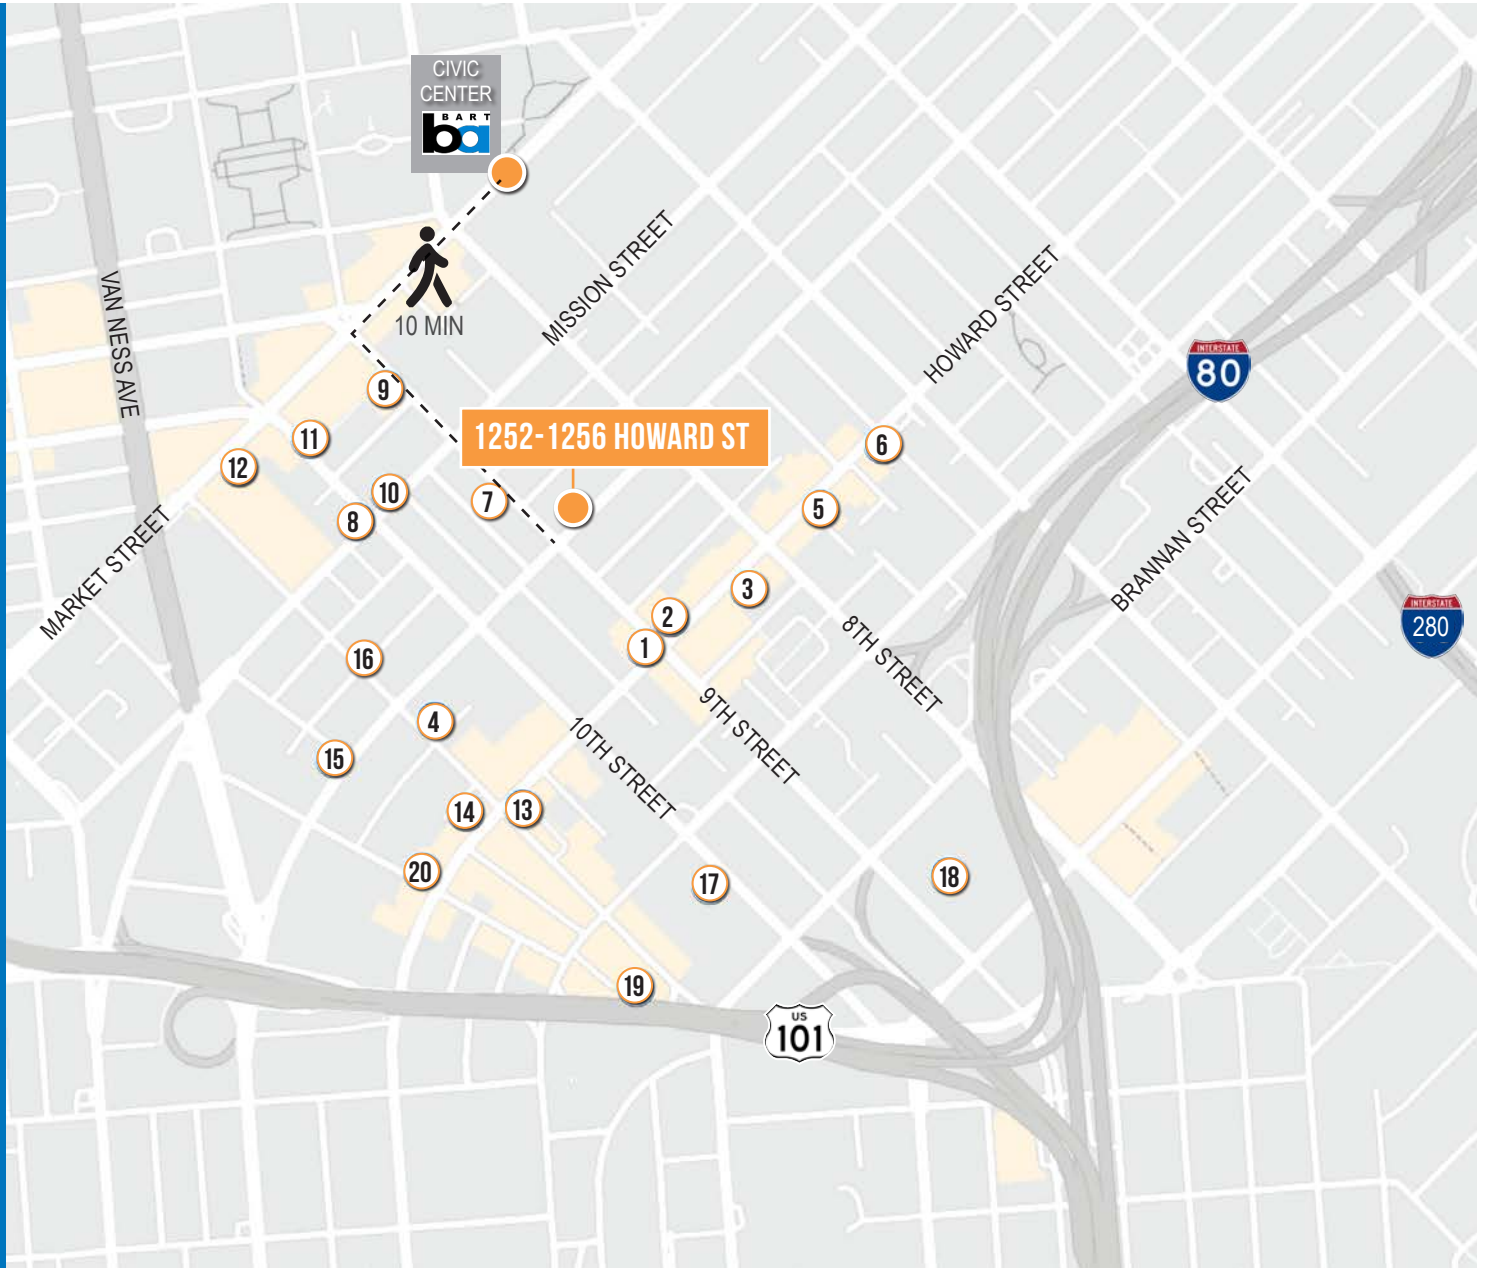 CIVIC
CENTER
BART
ba
10 MIN
MISSION STREET
HOWARD STREET
VAN NESS AVE
INTERSTATE
80
9
1252-1256 HOWARD ST
11
6
12
10
7
5
8
MARKET STREET
BRANNAN STREET
3
2
INTERSTATE
280
1
8TH STREET
16
9TH STREET
4
10TH STREET
15
14
13
20
17
18
19
US
101